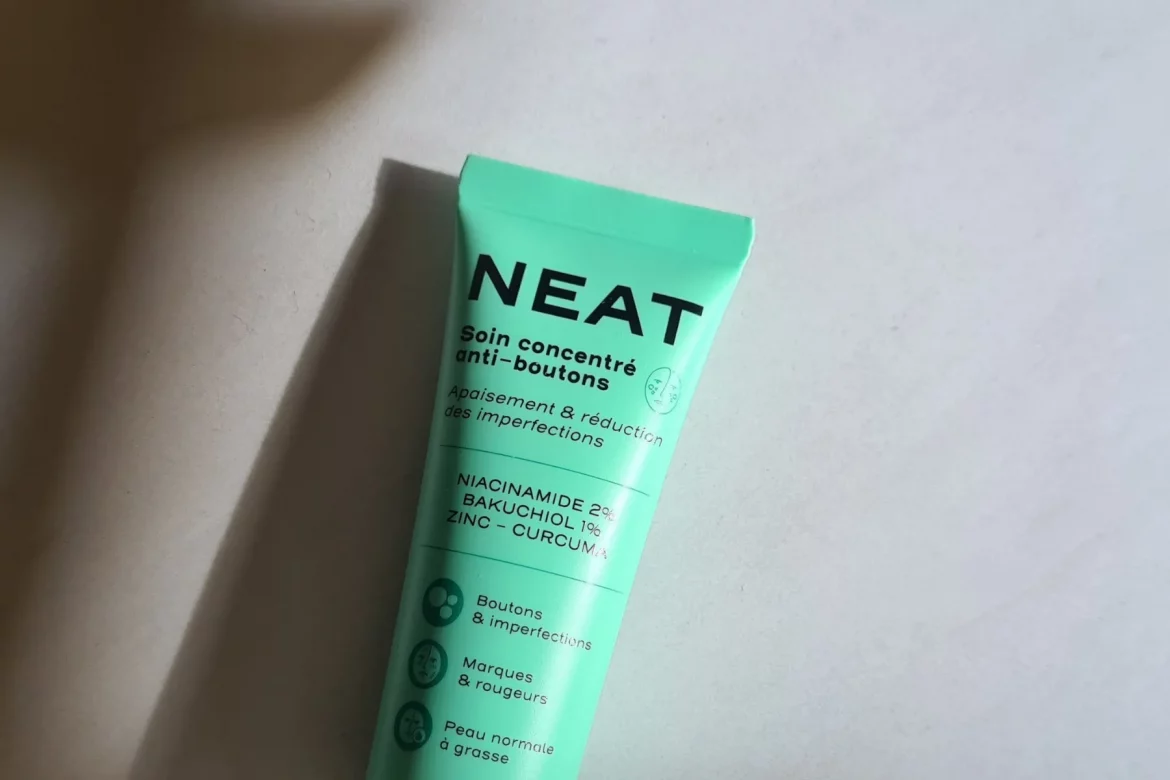 NEAT
Soin concentré
anti-boutons
Apaisement & réduction
des imperfections
NIACINAMIDE 2%
BAKUCHIOL 1%
ZINC - CURCUMA
Boutons
& imperfections
Marques
& rougeurs
Peau normale
à grasse